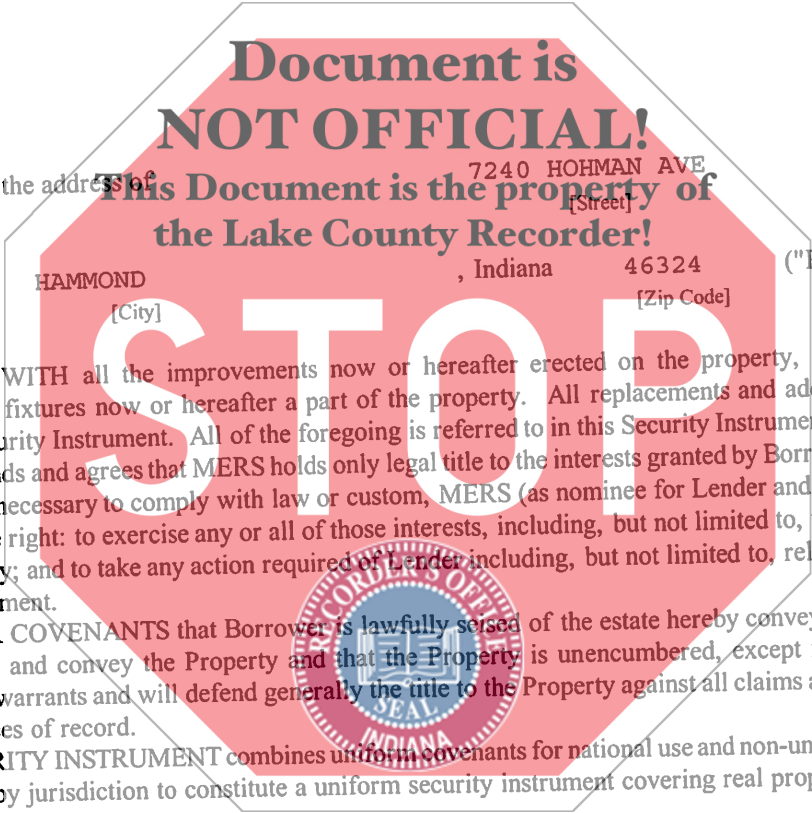 Document is
NOT OFFICIAL!
7240 HOHMAN AVE
the address of
This Document is the property of
[Street]
the Lake County Recorder!
HAMMOND , Indiana 46324 ("
[City] [Zip Code]
STOP
WITH all the improvements now or hereafter erected on the property,
fixtures now or hereafter a part of the property. All replacements and ad
urity Instrument. All of the foregoing is referred to in this Security Instrume
ds and agrees that MERS holds only legal title to the interests granted by Borr
necessary to comply with law or custom, MERS (as nominee for Lender and
right: to exercise any or all of those interests, including, but not limited to,
y; and to take any action required of Lender including, but not limited to, rel
ment.
COVENANTS that Borrower is lawfully seised of the estate hereby convey
and convey the Property and that the Property is unencumbered, except
warrants and will defend generally the title to the Property against all claims a
es of record.
RITY INSTRUMENT combines uniform covenants for national use and non-un
by jurisdiction to constitute a uniform security instrument covering real prop
RECORDER'S OFFICE
SEAL
INDIANA